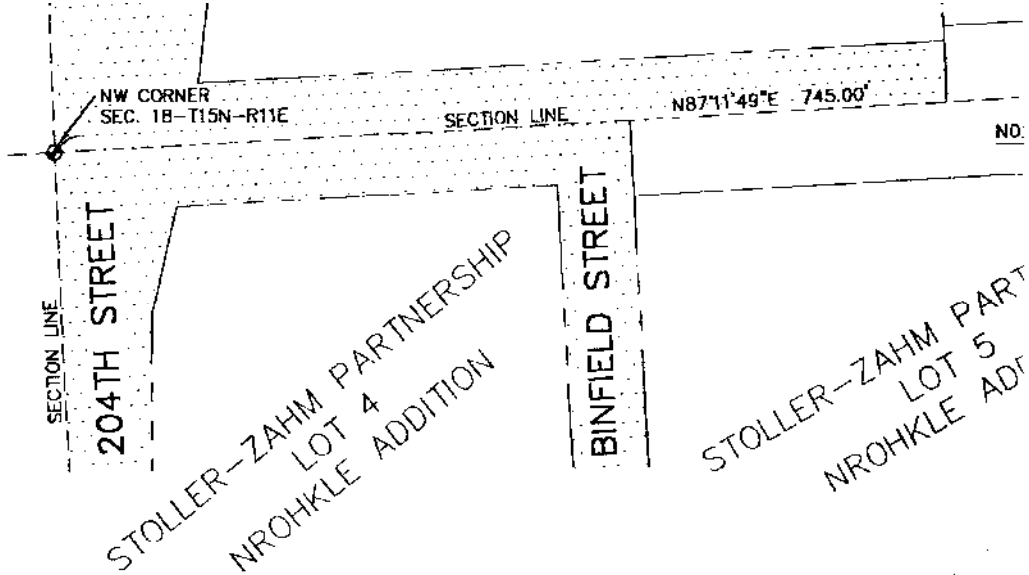 NW CORNER
SEC. 18-T15N-R11E
SECTION LINE
N87°11'49"E 745.00'
204TH STREET
SECTION LINE
BINFIELD STREET
STOLLER-ZAHM PARTNERSHIP
LOT 4
NROHKLE ADDITION
STOLLER-ZAHM PART
LOT 5
NROHKLE ADD